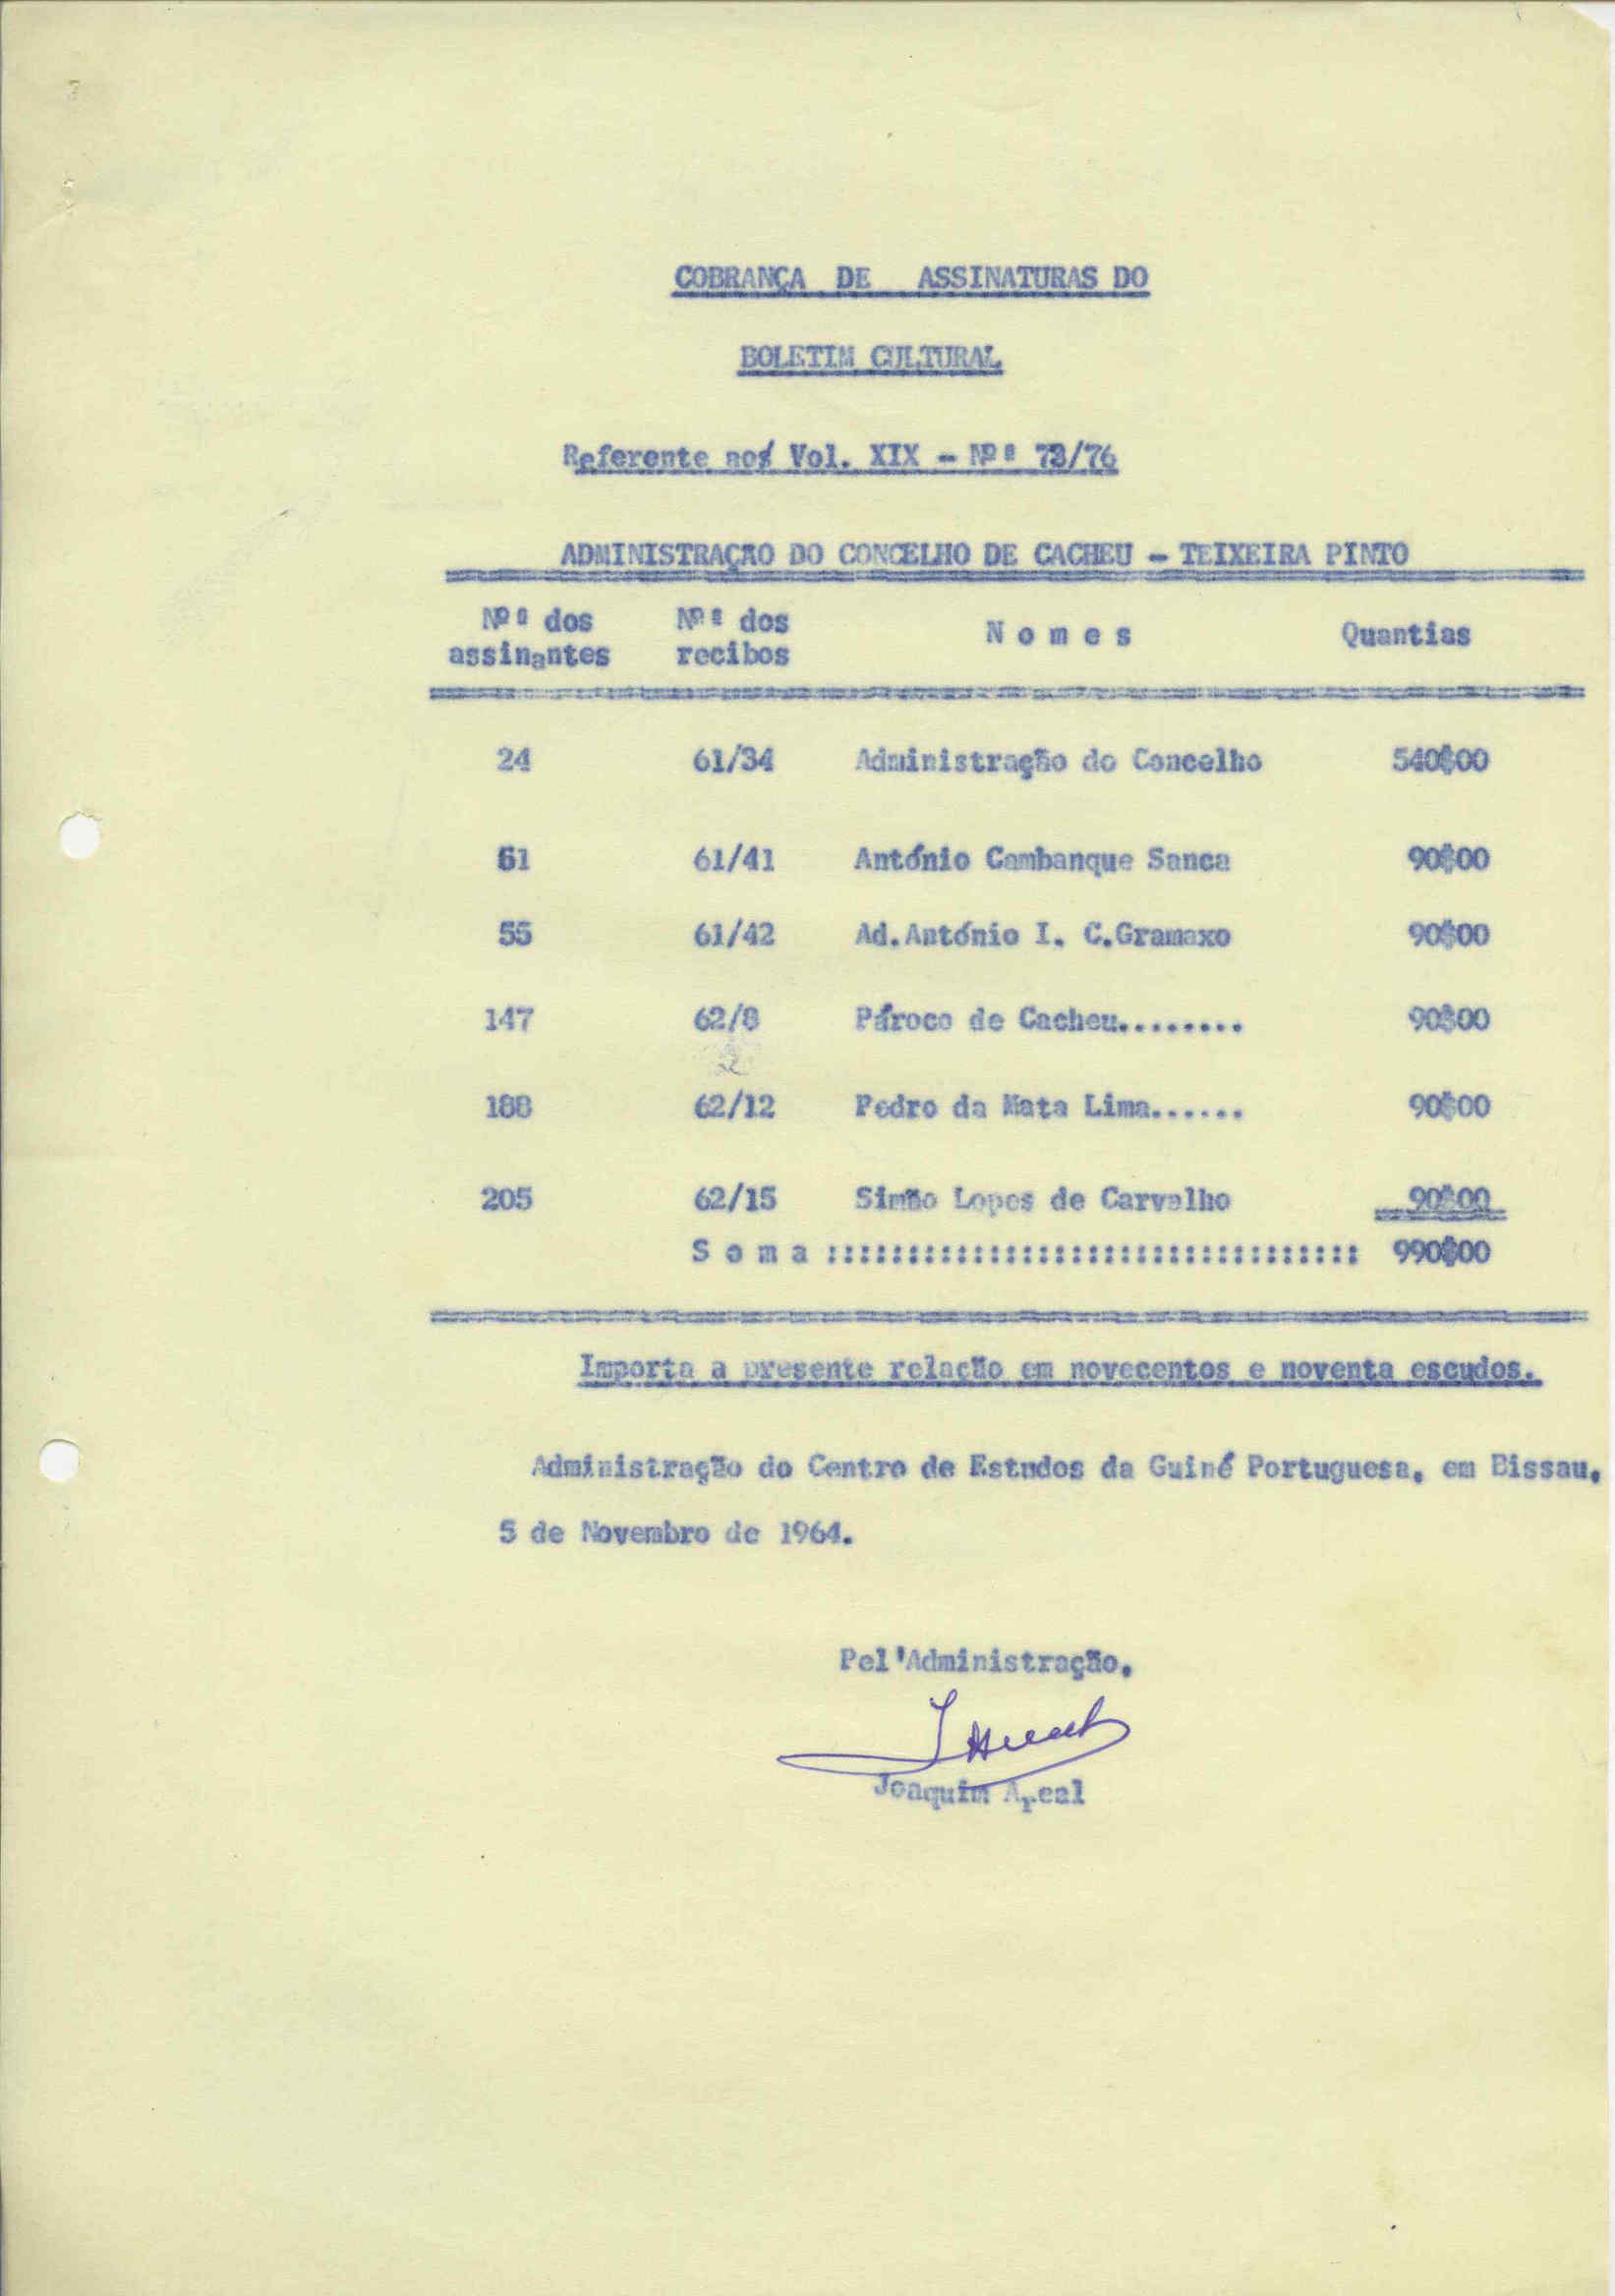 COBRANÇA DE ASSINATURAS DO
BOLETIM CULTURAL
Referente aos Vol. XIX - Nºs 73/76
ADMINISTRAÇÃO DO CONCELHO DE CACHEU - TEIXEIRA PINTO
Nºs dos assinantes Nºs dos recibos N o m e s Quantias
24 61/34 Administração do Concelho 540$00
51 61/41 António Cambanque Sanca 90$00
55 61/42 Ad.António I. C.Gramaxo 90$00
147 62/8 Pároco de Cacheu........ 90$00
2
188 62/12 Pedro da Mata Lima...... 90$00
205 62/15 Simão Lopes de Carvalho 90$00
S o m a ::::::::::::::::::::::::::::::::: 990$00
Importa a presente relação em novecentos e noventa escudos.
Administração do Centro de Estudos da Guiné Portuguesa, em Bissau,
5 de Novembro de 1964.
Pel'Administração,
Joaquim Areal